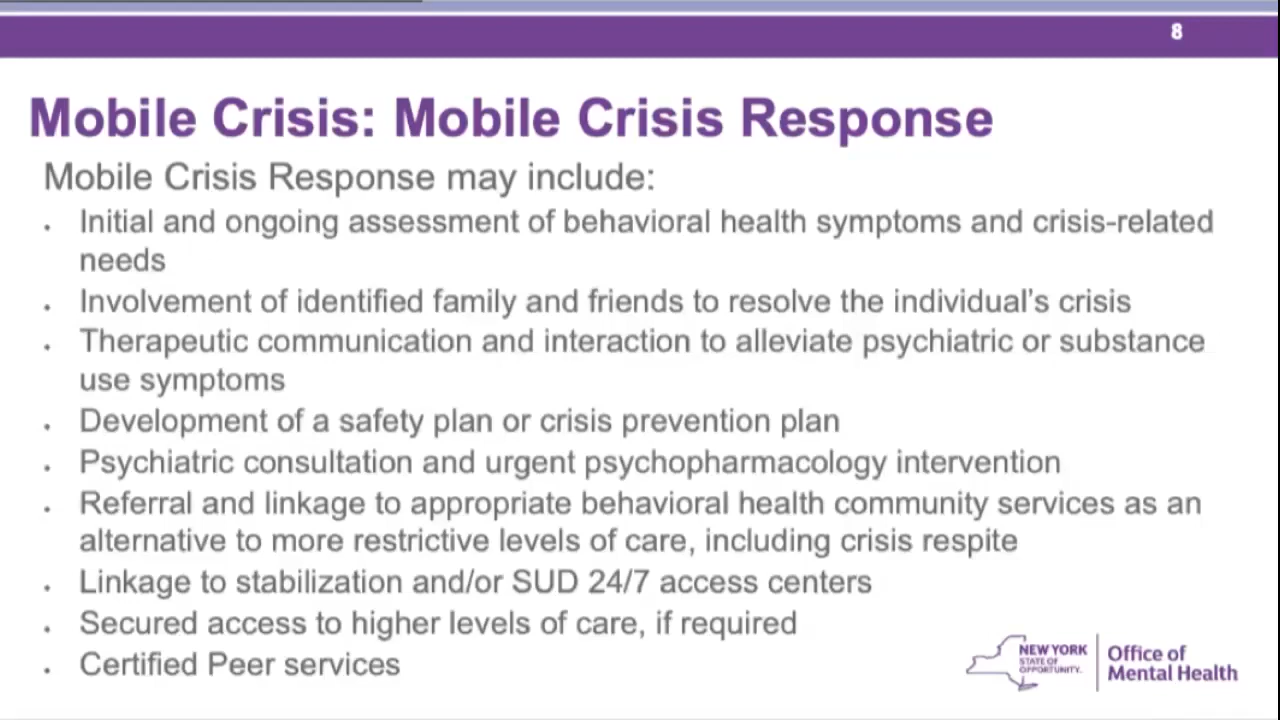 8
Mobile Crisis: Mobile Crisis Response
Mobile Crisis Response may include:
• Initial and ongoing assessment of behavioral health symptoms and crisis-related
needs
• Involvement of identified family and friends to resolve the individual’s crisis
• Therapeutic communication and interaction to alleviate psychiatric or substance
use symptoms
• Development of a safety plan or crisis prevention plan
• Psychiatric consultation and urgent psychopharmacology intervention
• Referral and linkage to appropriate behavioral health community services as an
alternative to more restrictive levels of care, including crisis respite
• Linkage to stabilization and/or SUD 24/7 access centers
• Secured access to higher levels of care, if required
• Certified Peer services
NEW YORK
STATE OF
OPPORTUNITY.
Office of
Mental Health